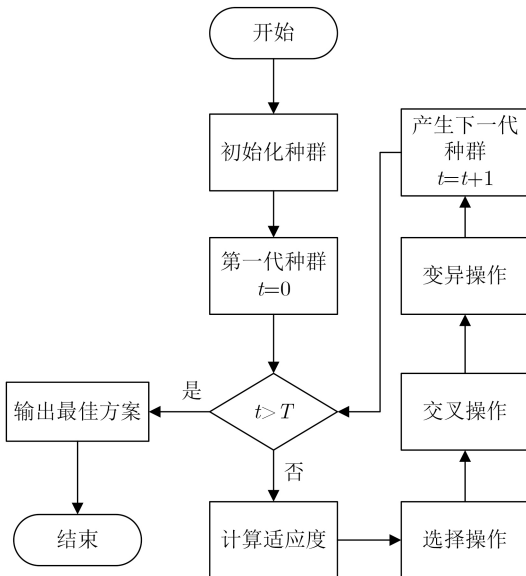 开始
初始化种群
第一代种群
t=0
t>T
是
否
输出最佳方案
结束
计算适应度
选择操作
交叉操作
变异操作
产生下一代
种群
t=t+1